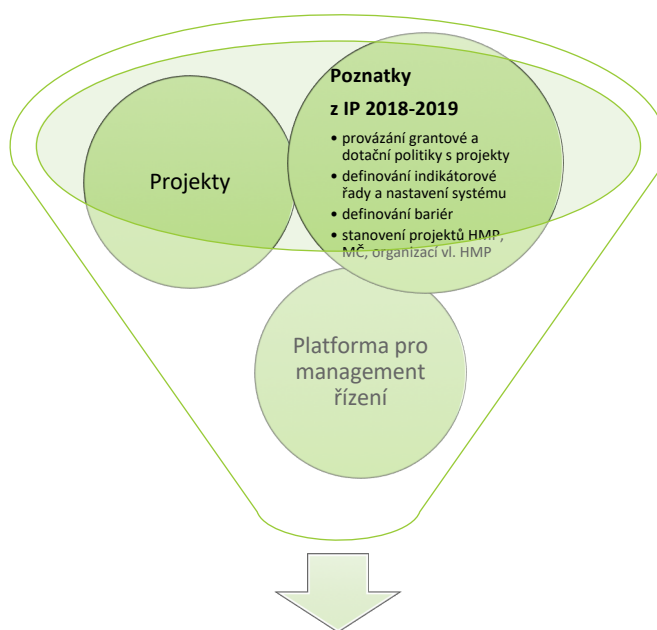 Poznatky
z IP 2018-2019
• provázání grantové a
dotační politiky s projekty
• definování indikátorové
řady a nastavení systému
• definování bariér
• stanovení projektů HMP,
MČ, organizací vl. HMP
Projekty
Platforma pro
management
řízení